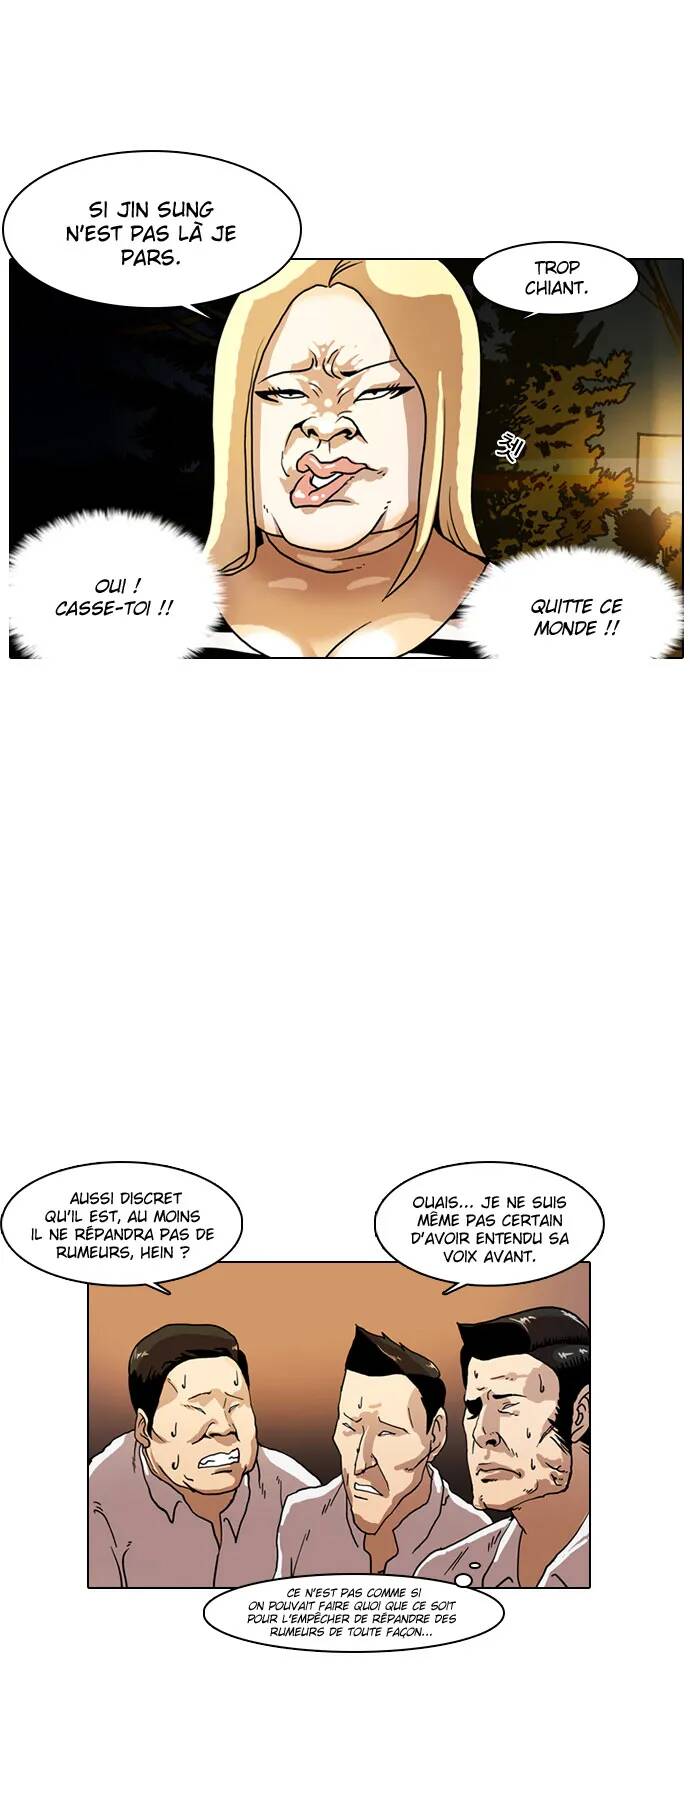 SI JIN SUNG
N'EST PAS LÀ JE
PARS.
TROP
CHIANT.
쳇
OUI !
CASSE-TOI !!
QUITTE CE
MONDE !!
AUSSI DISCRET
QU'IL EST, AU MOINS
IL NE RÉPANDRA PAS DE
RUMEURS, HEIN ?
OUAIS... JE NE SUIS
MÊME PAS CERTAIN
D'AVOIR ENTENDU SA
VOIX AVANT.
CE N'EST PAS COMME SI
ON POUVAIT FAIRE QUOI QUE CE SOIT
POUR L'EMPÊCHER DE RÉPANDRE DES
RUMEURS DE TOUTE FAÇON...